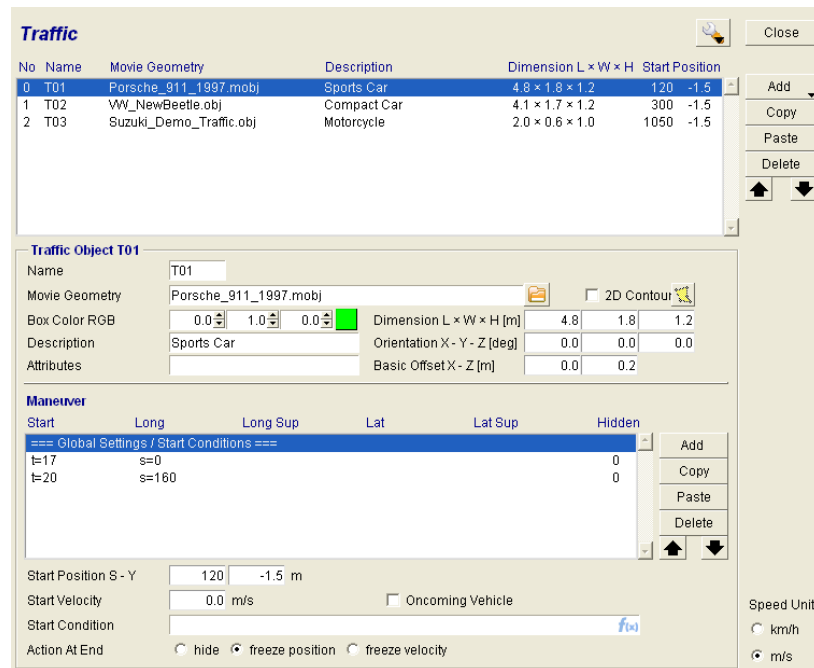 Traffic
Close
No Name Movie Geometry Description Dimension L × W × H Start Position
0 T01 Porsche_911_1997.mobj Sports Car 4.8 × 1.8 × 1.2 120 -1.5
1 T02 VW_NewBeetle.obj Compact Car 4.1 × 1.7 × 1.2 300 -1.5
2 T03 Suzuki_Demo_Traffic.obj Motorcycle 2.0 × 0.6 × 1.0 1050 -1.5
Add
Copy
Paste
Delete
Traffic Object T01
Name T01
Movie Geometry Porsche_911_1997.mobj 2D Contour
Box Color RGB 0.0 1.0 0.0 Dimension L × W × H [m] 4.8 1.8 1.2
Description Sports Car Orientation X - Y - Z [deg] 0.0 0.0 0.0
Attributes Basic Offset X - Z [m] 0.0 0.2
Maneuver
Start Long Long Sup Lat Lat Sup Hidden
=== Global Settings / Start Conditions ===
t=17 s=0 0
t=20 s=160 0
Add
Copy
Paste
Delete
Start Position S - Y 120 -1.5 m
Start Velocity 0.0 m/s Oncoming Vehicle
Start Condition f(x)
Action At End hide freeze position freeze velocity
Speed Unit
km/h
m/s